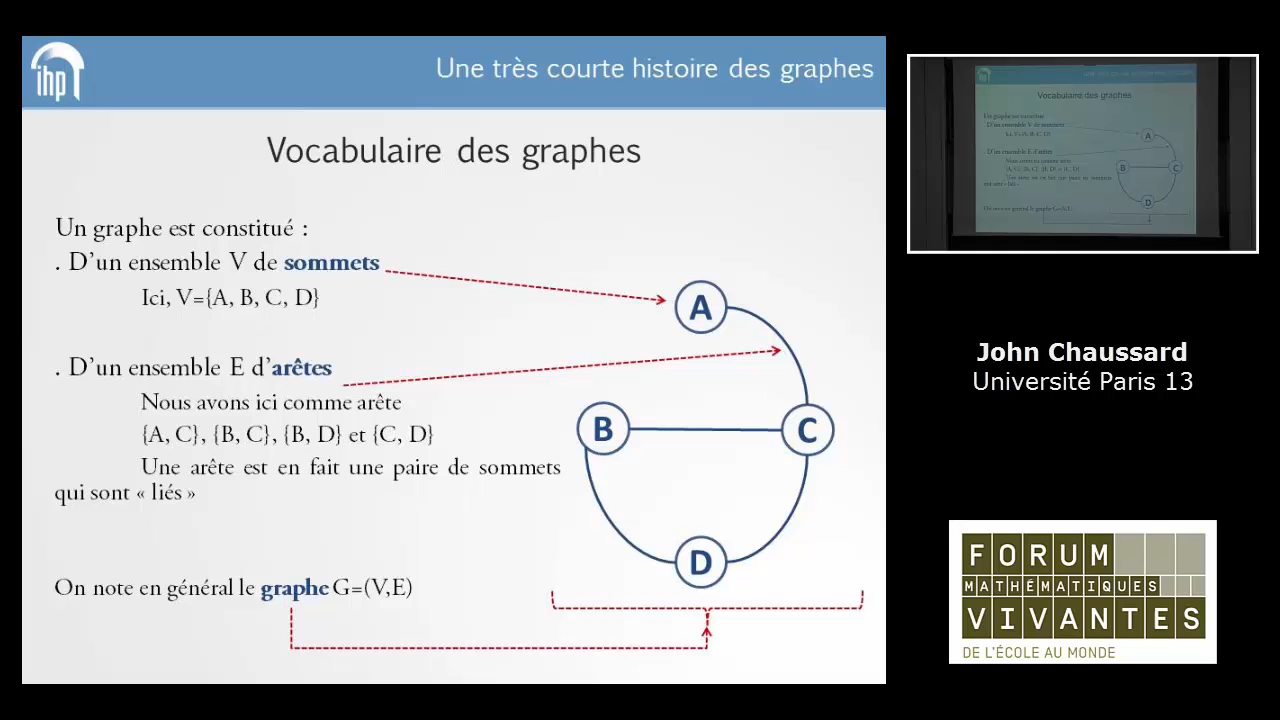 ihp
Une très courte histoire des graphes
Vocabulaire des graphes
Un graphe est constitué :
. D'un ensemble V de sommets
Ici, V={A, B, C, D}
. D'un ensemble E d'arêtes
Nous avons ici comme arête
{A, C}, {B, C}, {B, D} et {C, D}
Une arête est en fait une paire de sommets
qui sont « liés »
On note en général le graphe G=(V,E)
A
B
C
D
Vocabulaire des graphes
A
B
C
D
John Chaussard
Université Paris 13
FORUM
MATHÉMATIQUES
VIVANTES
DE L'ÉCOLE AU MONDE